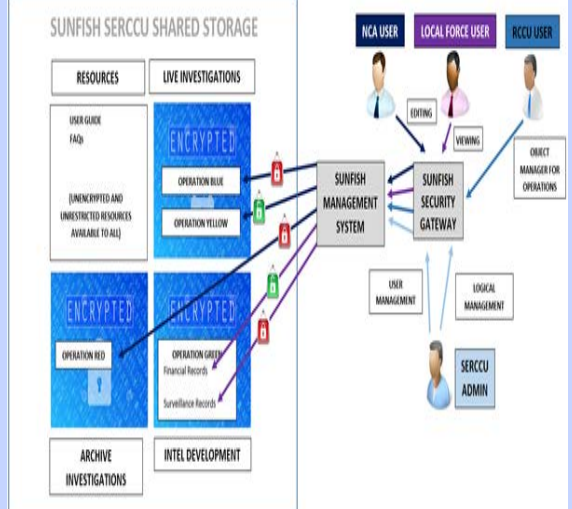 SUNFISH SERCCU SHARED STORAGE
RESOURCES
LIVE INVESTIGATIONS
USER GUIDE
FAQs
(UNENCRYPTED AND
UNRESTRICTED RESOURCES
AVAILABLE TO ALL)
ENCRYPTED
OPERATION BLUE
OPERATION YELLOW
ENCRYPTED
OPERATION RED
ENCRYPTED
OPERATION GREEN
Financial Records
Surveillance Records
ARCHIVE
INVESTIGATIONS
INTEL DEVELOPMENT
NCA USER
LOCAL FORCE USER
RCCU USER
EDITING
VIEWING
OBJECT
MANAGER FOR
OPERATIONS
SUNFISH
MANAGEMENT
SYSTEM
SUNFISH
SECURITY
GATEWAY
USER
MANAGEMENT
LOGICAL
MANAGEMENT
SERCCU
ADMIN